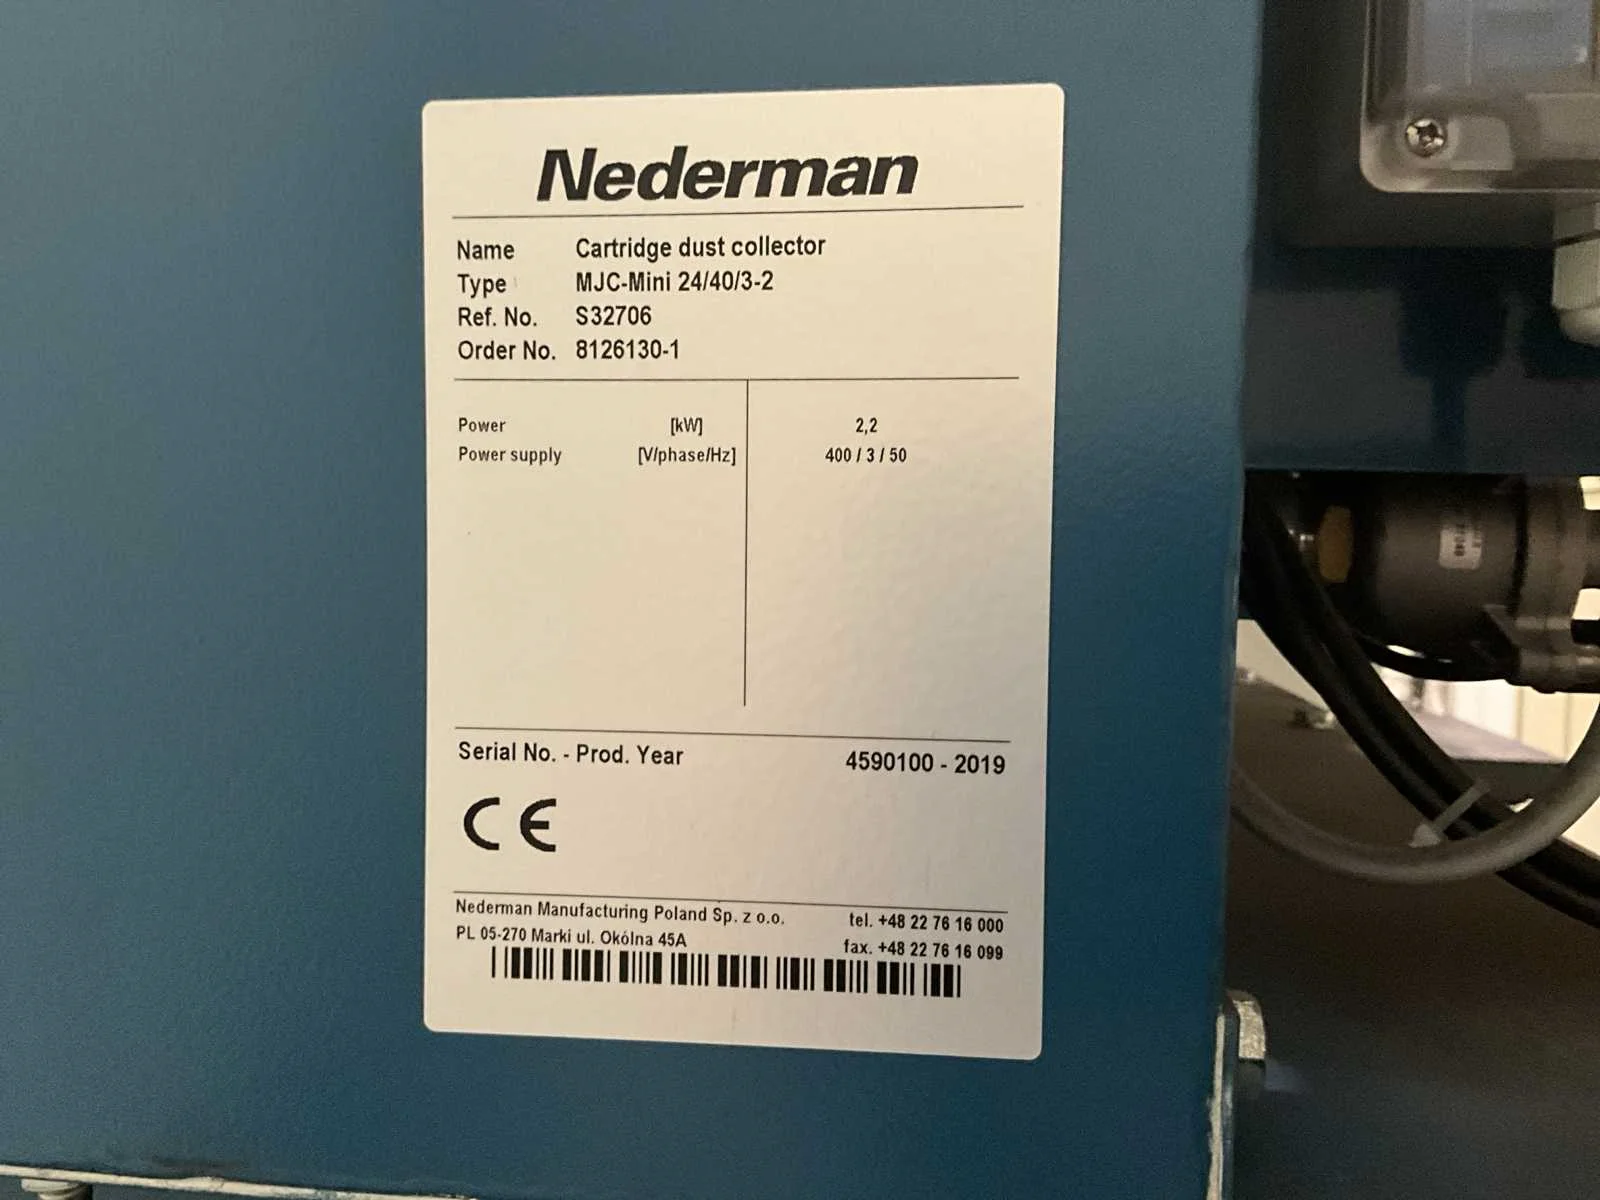 Nederman
Name Cartridge dust collector
Type MJC-Mini 24/40/3-2
Ref. No. S32706
Order No. 8126130-1
Power [kW] 2,2
Power supply [V/phase/Hz] 400 / 3 / 50
Serial No. - Prod. Year 4590100 - 2019
CE
Nederman Manufacturing Poland Sp. z o.o. tel. +48 22 76 16 000
PL 05-270 Marki ul. Okólna 45A fax. +48 22 76 16 099